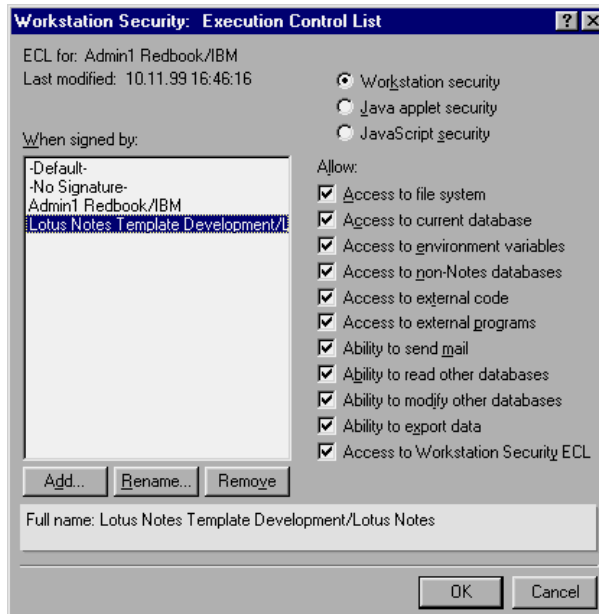 Workstation Security: Execution Control List
ECL for: Admin1 Redbook/IBM
Last modified: 10.11.99 16:46:16
Workstation security
Java applet security
JavaScript security
When signed by:
-Default-
-No Signature-
Admin1 Redbook/IBM
Lotus Notes Template Development/L
Allow:
Access to file system
Access to current database
Access to environment variables
Access to non-Notes databases
Access to external code
Access to external programs
Ability to send mail
Ability to read other databases
Ability to modify other databases
Ability to export data
Access to Workstation Security ECL
Add... Rename... Remove
Full name: Lotus Notes Template Development/Lotus Notes
OK Cancel